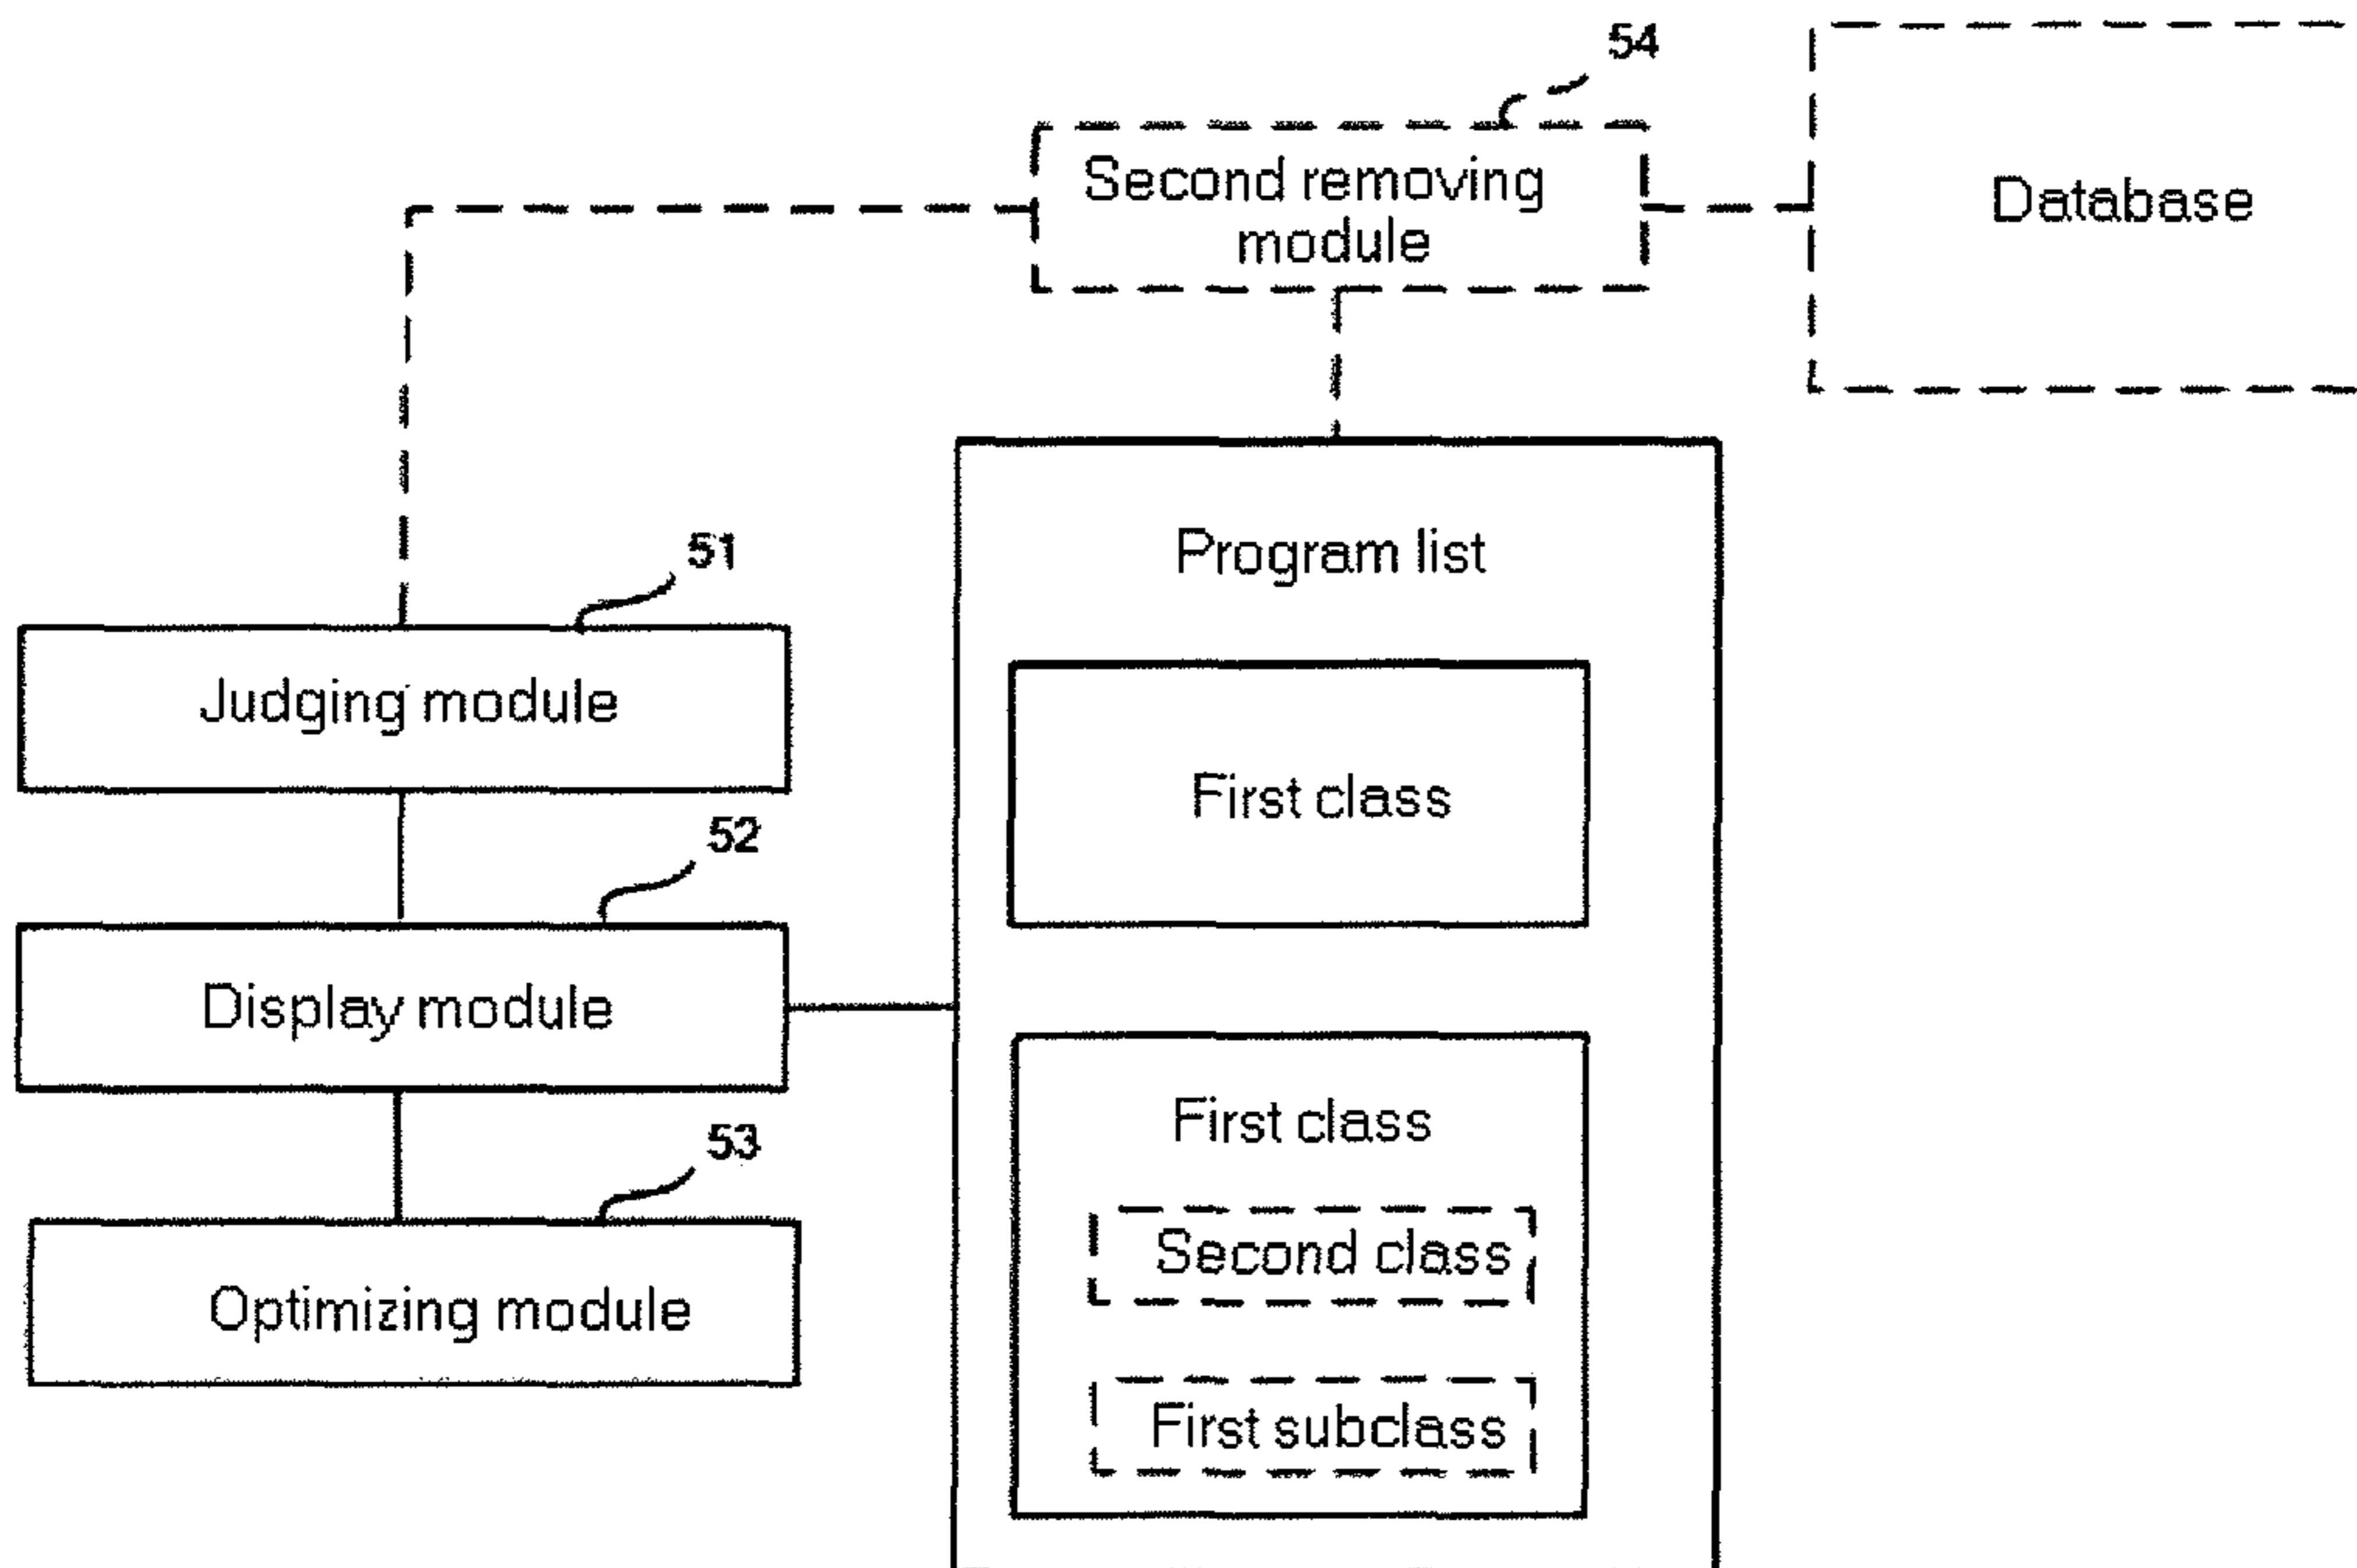 54
Second removing
module
Database
Program list
51
Judging module
First class
52
Display module
First class
53
Second class
Optimizing module
First subclass